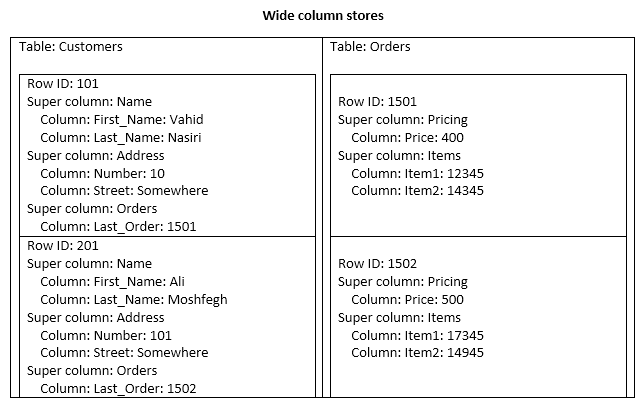 Wide column stores
Table: Customers
Row ID: 101
Super column: Name
Column: First_Name: Vahid
Column: Last_Name: Nasiri
Super column: Address
Column: Number: 10
Column: Street: Somewhere
Super column: Orders
Column: Last_Order: 1501
Row ID: 201
Super column: Name
Column: First_Name: Ali
Column: Last_Name: Moshfegh
Super column: Address
Column: Number: 101
Column: Street: Somewhere
Super column: Orders
Column: Last_Order: 1502
Table: Orders
Row ID: 1501
Super column: Pricing
Column: Price: 400
Super column: Items
Column: Item1: 12345
Column: Item2: 14345
Row ID: 1502
Super column: Pricing
Column: Price: 500
Super column: Items
Column: Item1: 17345
Column: Item2: 14945